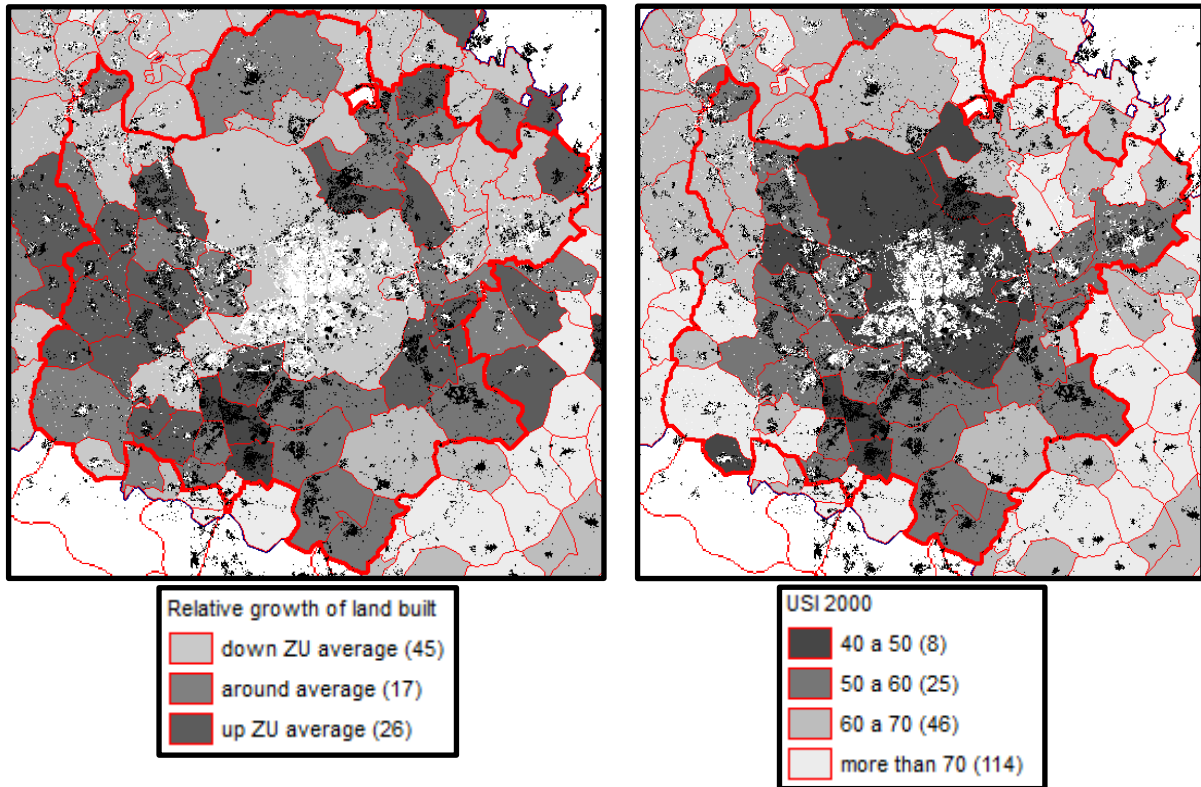 Relative growth of land built
down ZU average (45)
around average (17)
up ZU average (26)
USI 2000
40 a 50 (8)
50 a 60 (25)
60 a 70 (46)
more than 70 (114)